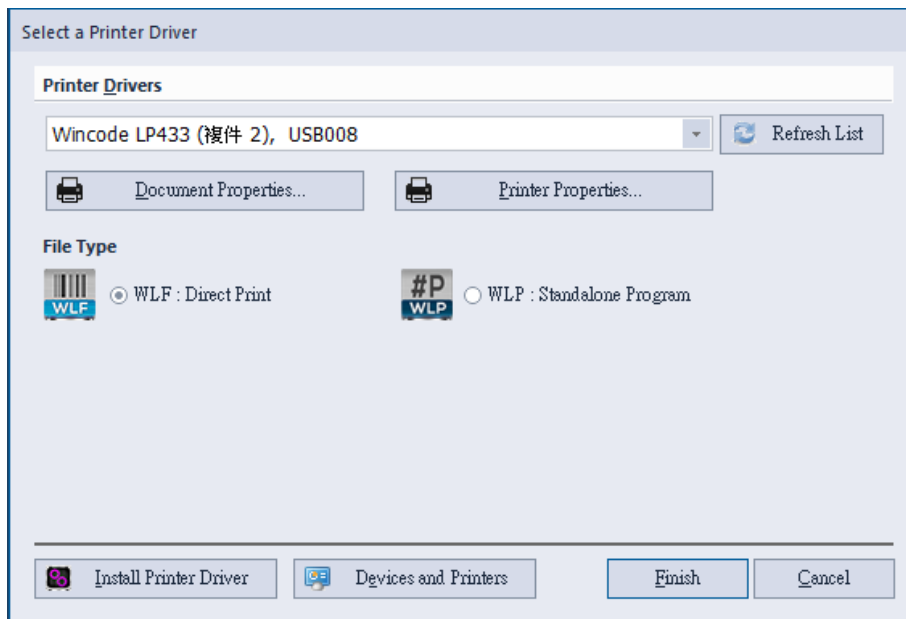 Select a Printer Driver
Printer Drivers
Wincode LP433 (複件 2), USB008
Refresh List
Document Properties...
Printer Properties...
File Type
WLF
WLF : Direct Print
#P
WLP
WLP : Standalone Program
Install Printer Driver
Devices and Printers
Finish
Cancel